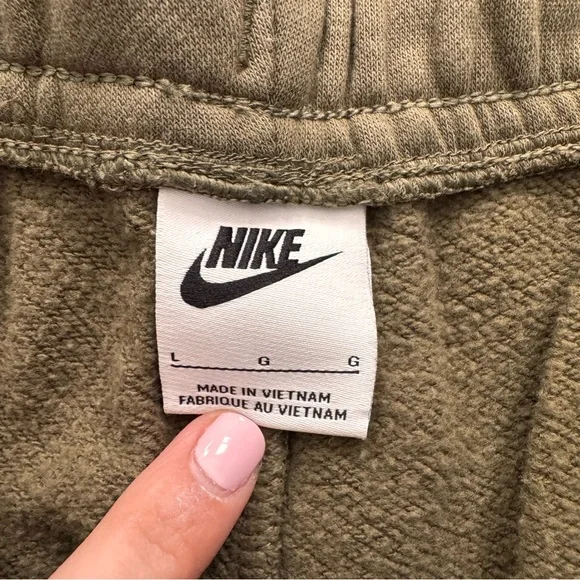 NIKE
L G G
MADE IN VIETNAM
FABRIQUE AU VIETNAM